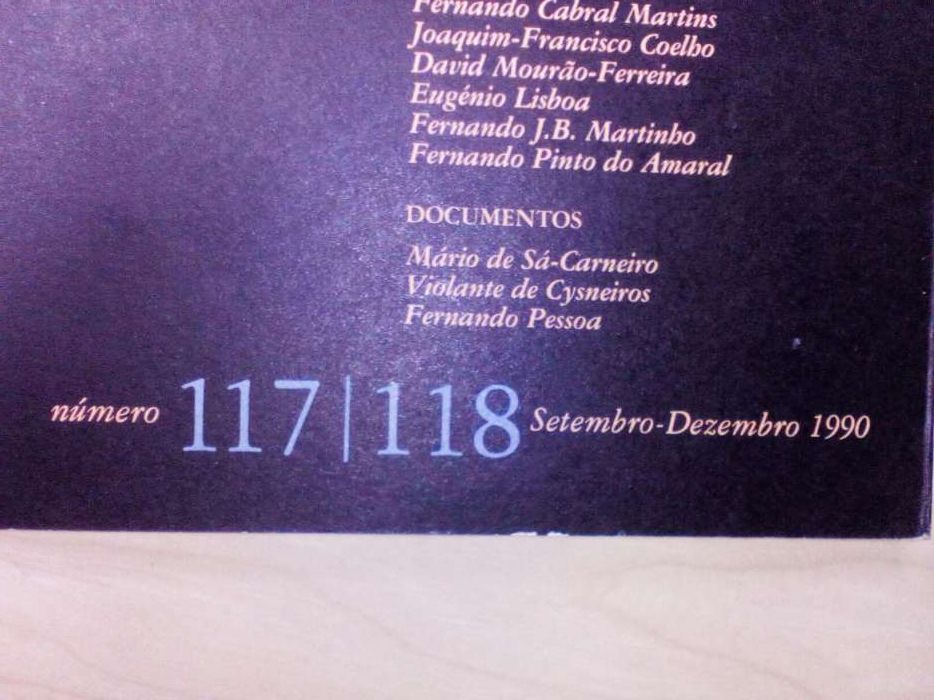 Fernando Cabral Martins
Joaquim-Francisco Coelho
David Mourão-Ferreira
Eugénio Lisboa
Fernando J.B. Martinho
Fernando Pinto do Amaral
DOCUMENTOS
Mário de Sá-Carneiro
Violante de Cysneiros
Fernando Pessoa
número 117|118 Setembro-Dezembro 1990